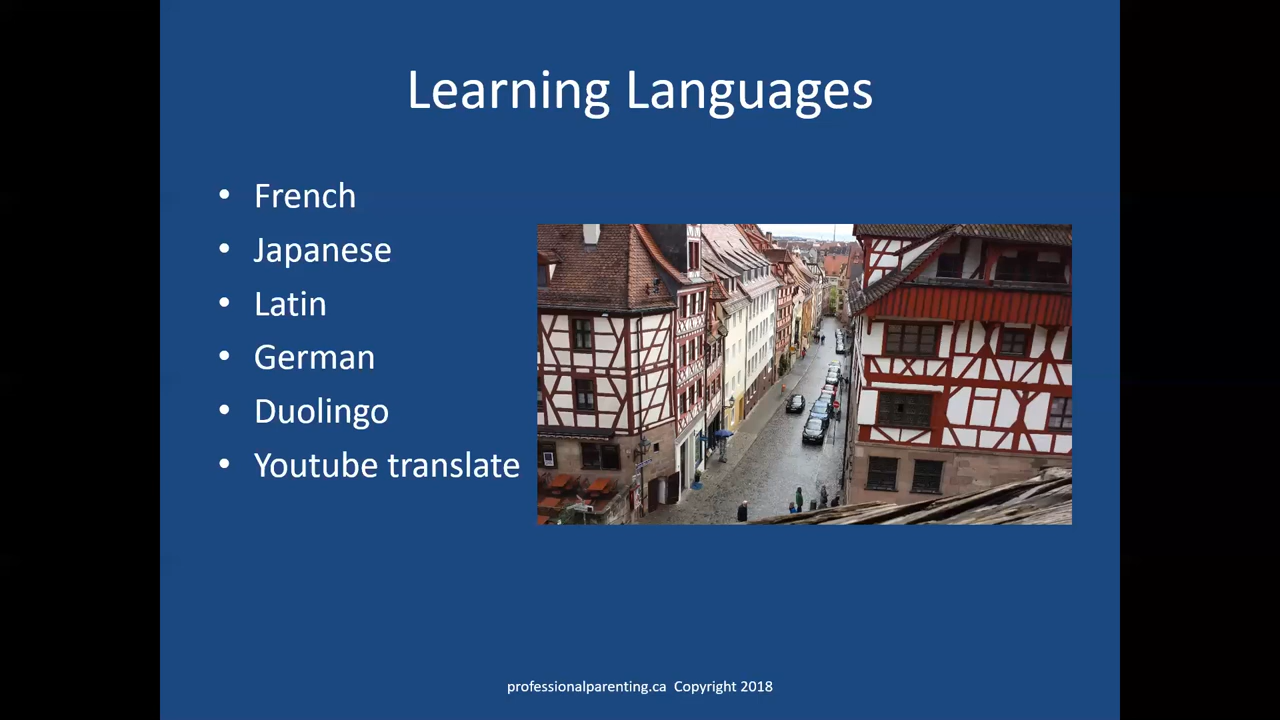 Learning Languages
• French
• Japanese
• Latin
• German
• Duolingo
• Youtube translate
professionalparenting.ca  Copyright 2018